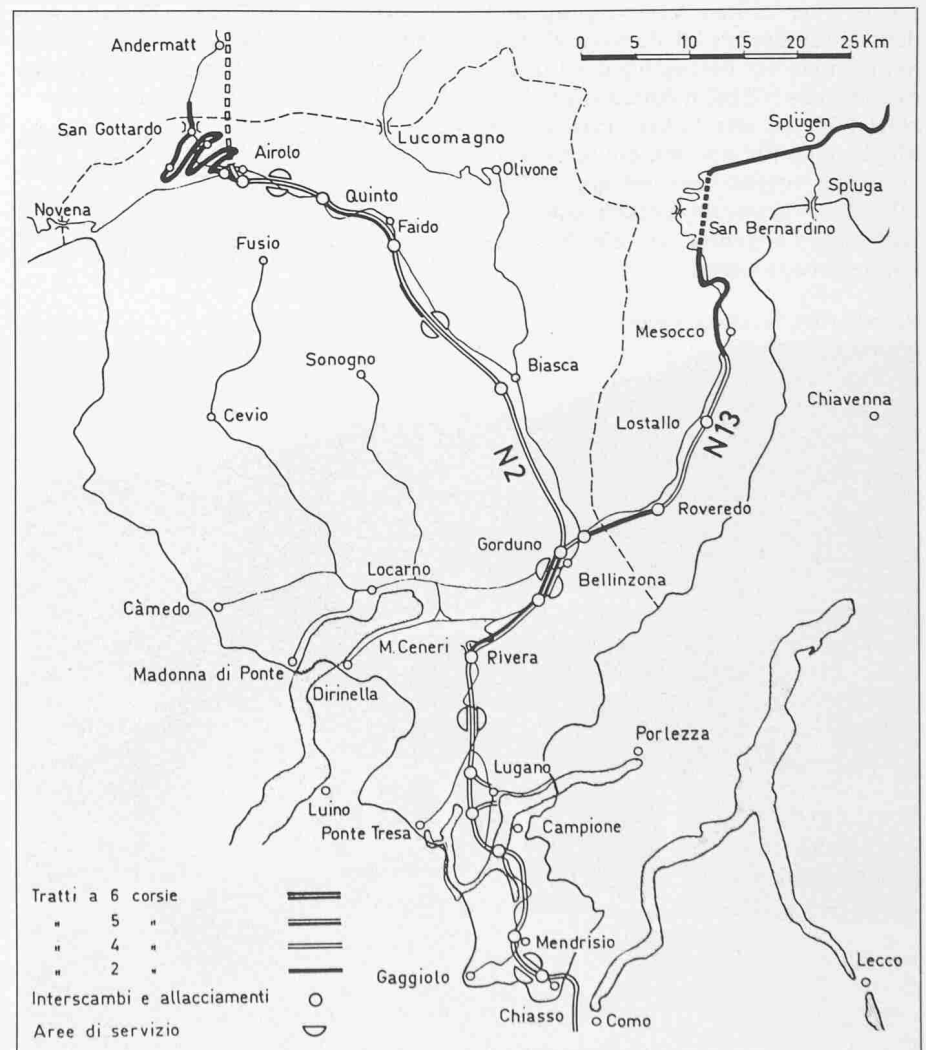 0 5 10 15 20 25 Km
Andermatt
San Gottardo
Lucomagno
Splügen
Airolo
Olivone
Spluga
Quinto
Novena
Faido
San Bernardino
Fusio
Mesocco
Sonogno
Biasca
Chiavenna
Cevio
Lostallo
N2
N13
Roveredo
Gorduno
Locarno
Bellinzona
Càmedo
M. Ceneri
Rivera
Madonna di Ponte
Dirinella
Porlezza
Lugano
Luino
Ponte Tresa
Campione
Tratti a 6 corsie
" 5 "
" 4 "
" 2 "
Mendrisio
Gaggiolo
Lecco
Interscambi e allacciamenti
Chiasso
Como
Aree di servizio